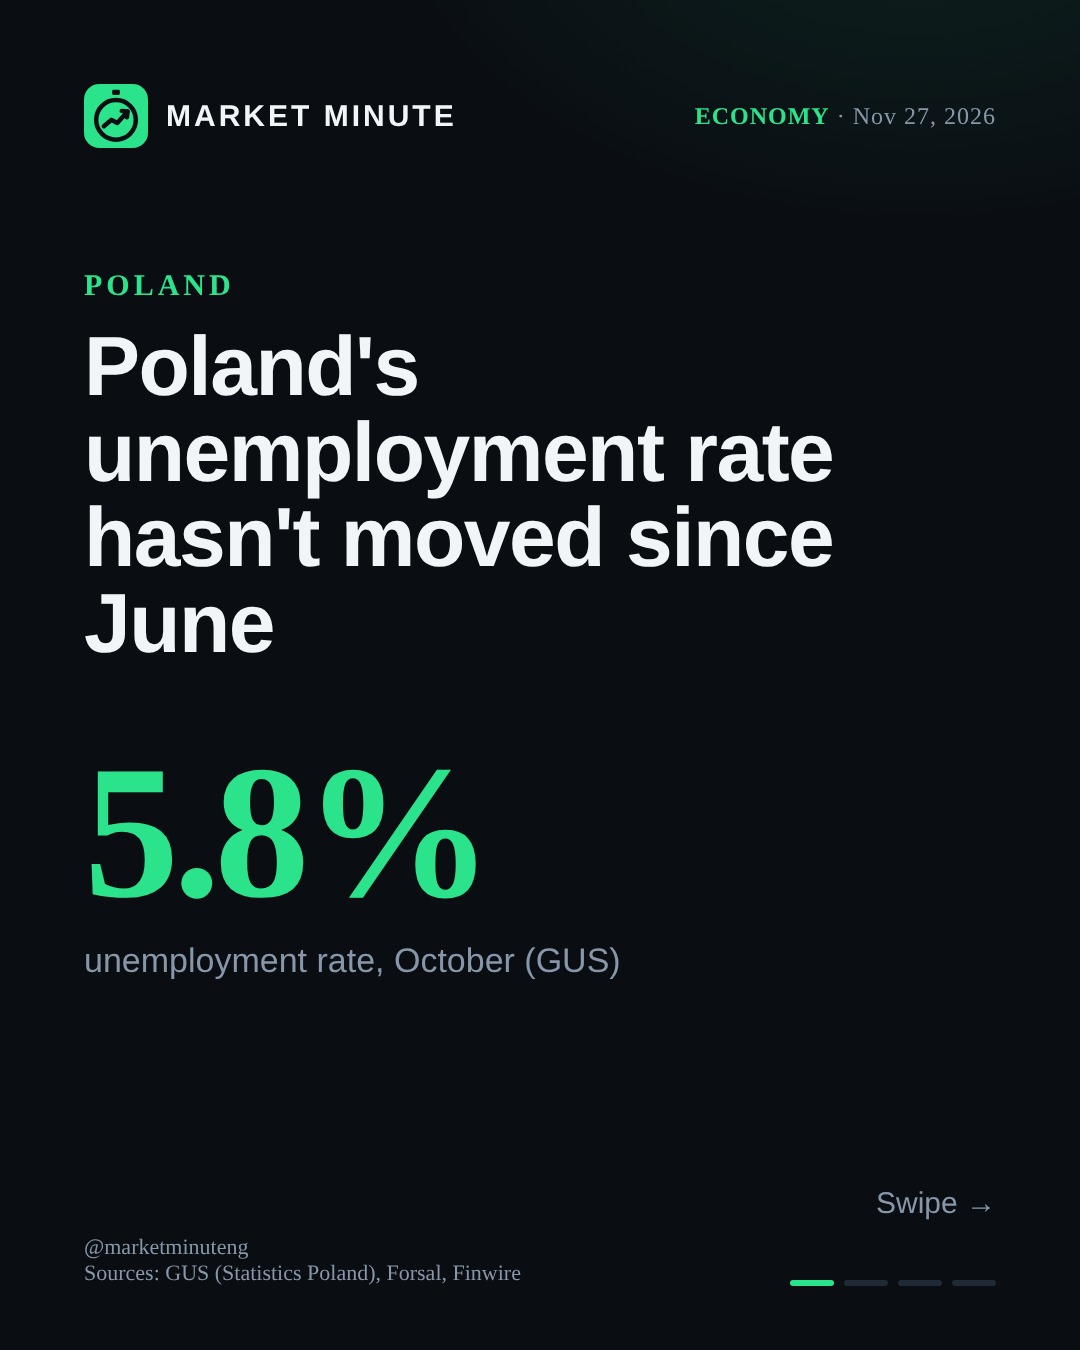 MARKET MINUTE
ECONOMY · Nov 27, 2026
POLAND
Poland's
unemployment rate
hasn't moved since
June
5.8%
unemployment rate, October (GUS)
Swipe →
@marketminuteng
Sources: GUS (Statistics Poland), Forsal, Finwire